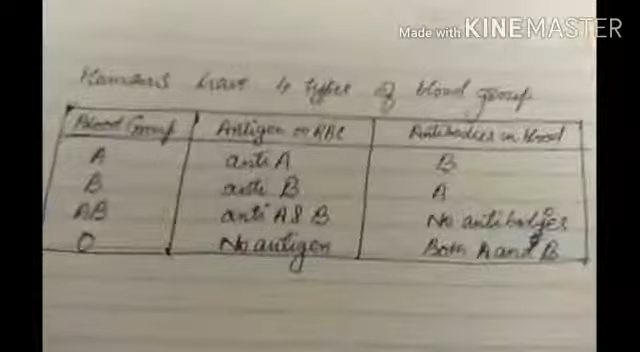 Made with KINEMASTER
Humans have 4 types of blood group
Blood Group Antigen on RBC Antibodies in blood
A anti A B
B anti B A
AB anti A & B No antibodies
O No antigen Both A and B